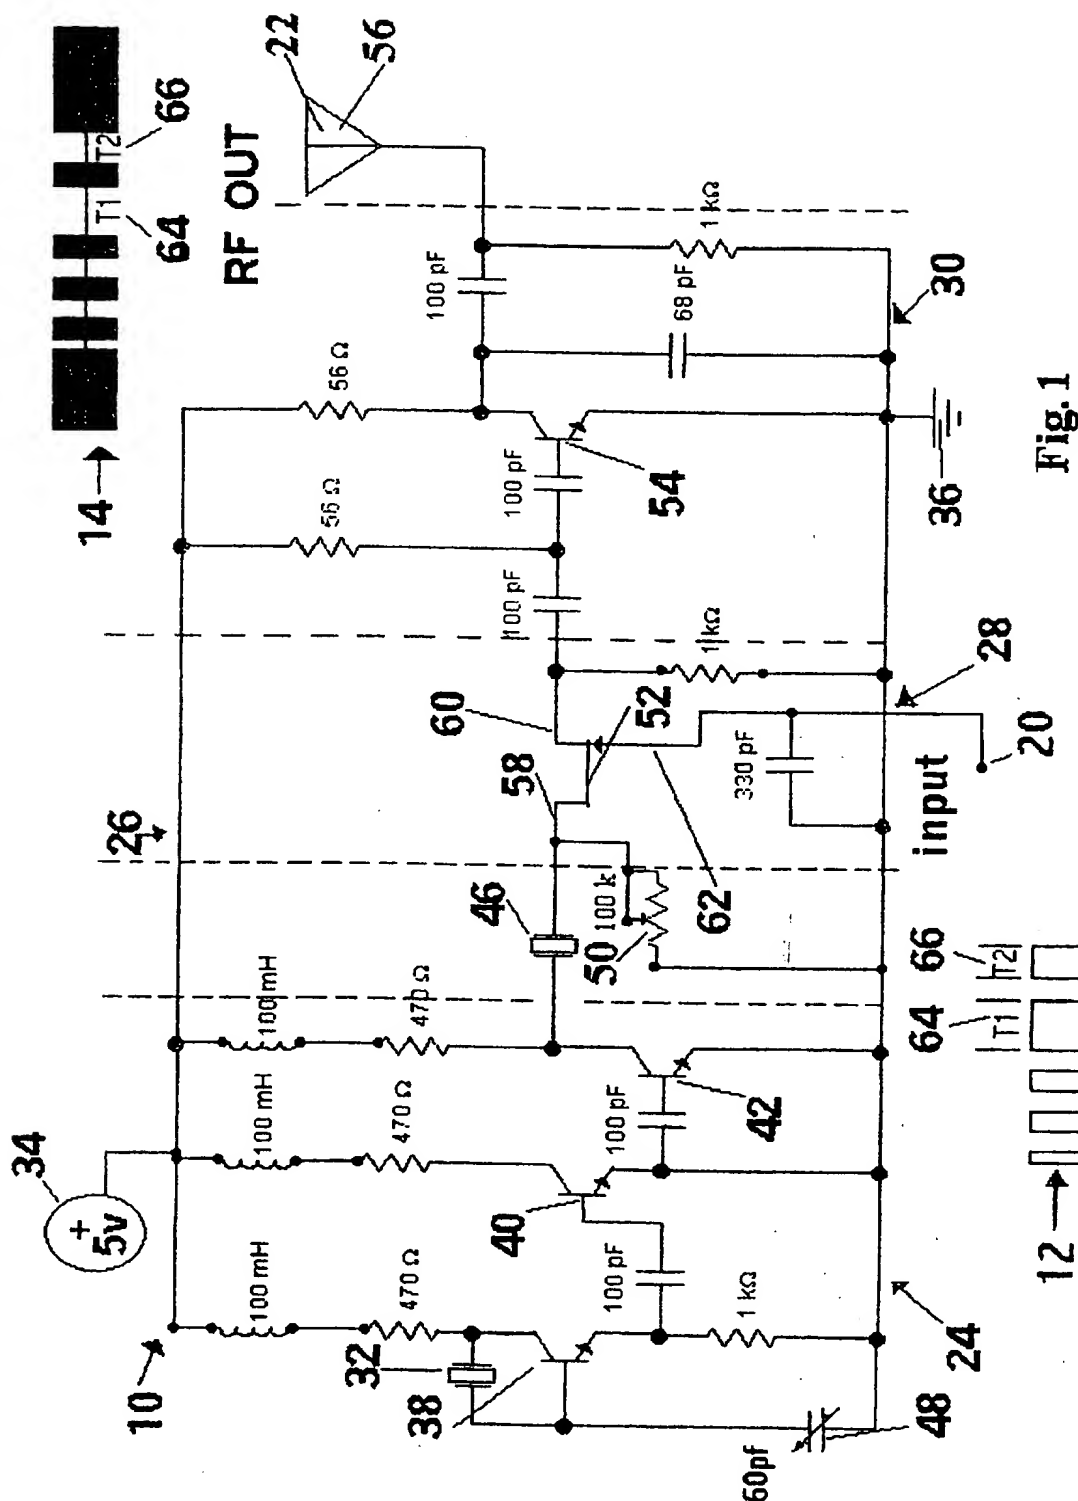 14
64
T1
T2
66
RF OUT
22
56
34
+
5v
10
26
100 mH
100 mH
100 mH
470 Ω
470 Ω
470 Ω
56 Ω
56 Ω
32
38
40
42
46
100 k
50
58
60
52
62
100 pF
100 pF
100 pF
100 pF
100 pF
54
68 pF
1 kΩ
1 kΩ
1 kΩ
330 pF
60pf
48
24
input
20
28
36
30
12
64
T1
T2
66
Fig. 1